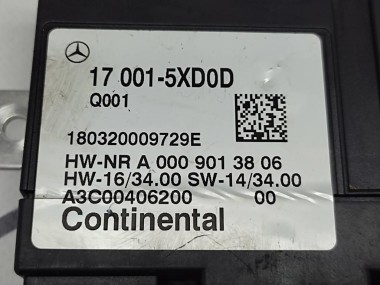 17 001-5XD0D
Q001
180320009729E
HW-NR A 000 901 38 06
HW-16/34.00 SW-14/34.00
A3C00406200 00
Continental